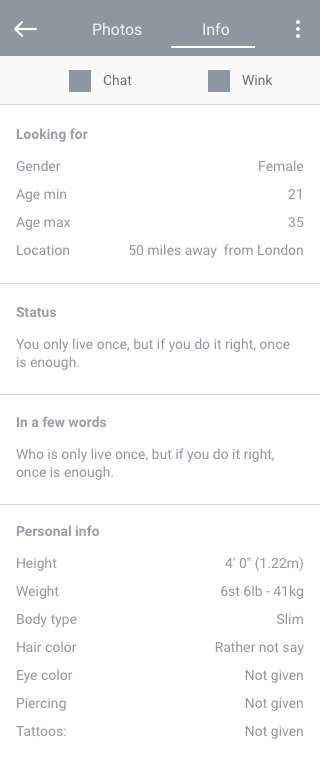 Photos Info
Chat Wink
Looking for
Gender Female
Age min 21
Age max 35
Location 50 miles away  from London
Status
You only live once, but if you do it right, once
is enough.
In a few words
Who is only live once, but if you do it right,
once is enough.
Personal info
Height 4' 0" (1.22m)
Weight 6st 6lb - 41kg
Body type Slim
Hair color Rather not say
Eye color Not given
Piercing Not given
Tattoos: Not given